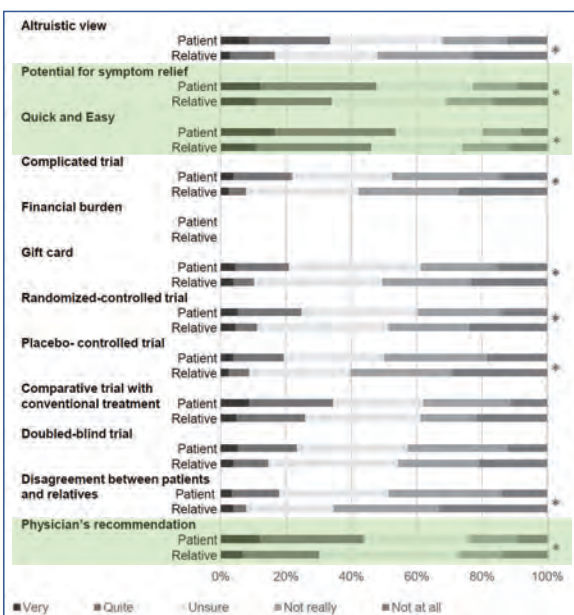 Altruistic view
Patient
Relative *
Potential for symptom relief
Patient
Relative *
Quick and Easy
Patient
Relative *
Complicated trial
Patient
Relative *
Financial burden
Patient
Relative
Gift card
Patient
Relative *
Randomized-controlled trial
Patient
Relative *
Placebo- controlled trial
Patient
Relative *
Comparative trial with
conventional treatment Patient
Relative
Doubled-blind trial
Patient
Relative
Disagreement between patients
and relatives Patient
Relative *
Physician's recommendation
Patient
Relative *
0% 20% 40% 60% 80% 100%
Very Quite Unsure Not really Not at all